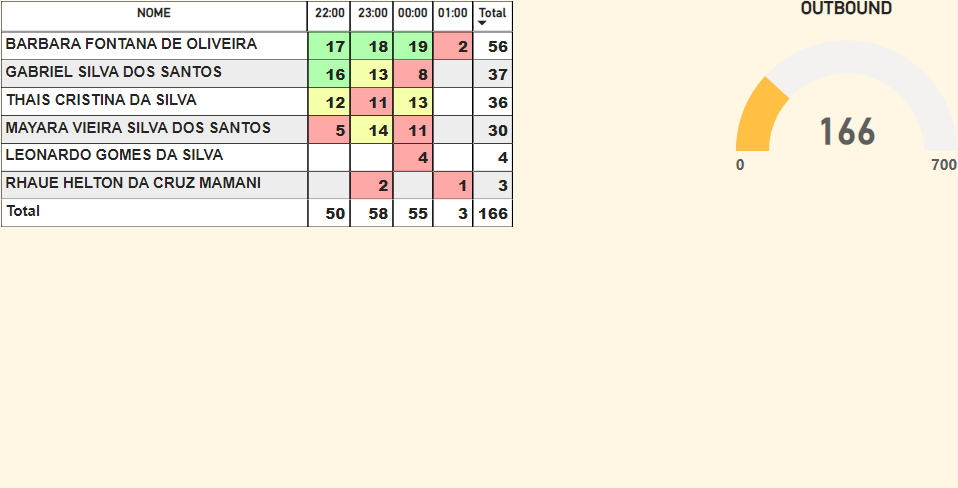 NOME 22:00 23:00 00:00 01:00 Total
BARBARA FONTANA DE OLIVEIRA 17 18 19 2 56
GABRIEL SILVA DOS SANTOS 16 13 8 37
THAIS CRISTINA DA SILVA 12 11 13 36
MAYARA VIEIRA SILVA DOS SANTOS 5 14 11 30
LEONARDO GOMES DA SILVA 4 4
RHAUE HELTON DA CRUZ MAMANI 2 1 3
Total 50 58 55 3 166
OUTBOUND
166
0 700